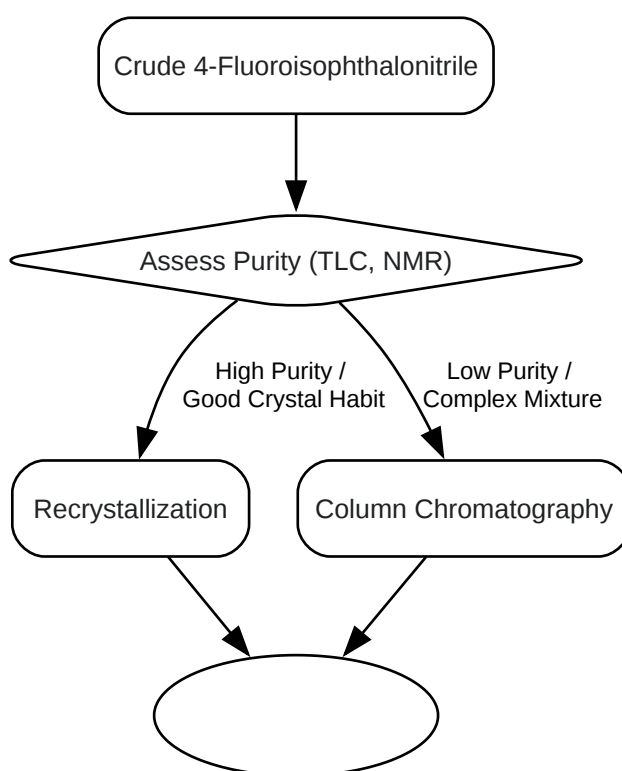 Crude 4-Fluoroisophthalonitrile
Assess Purity (TLC, NMR)
High Purity /
Good Crystal Habit
Low Purity /
Complex Mixture
Recrystallization
Column Chromatography